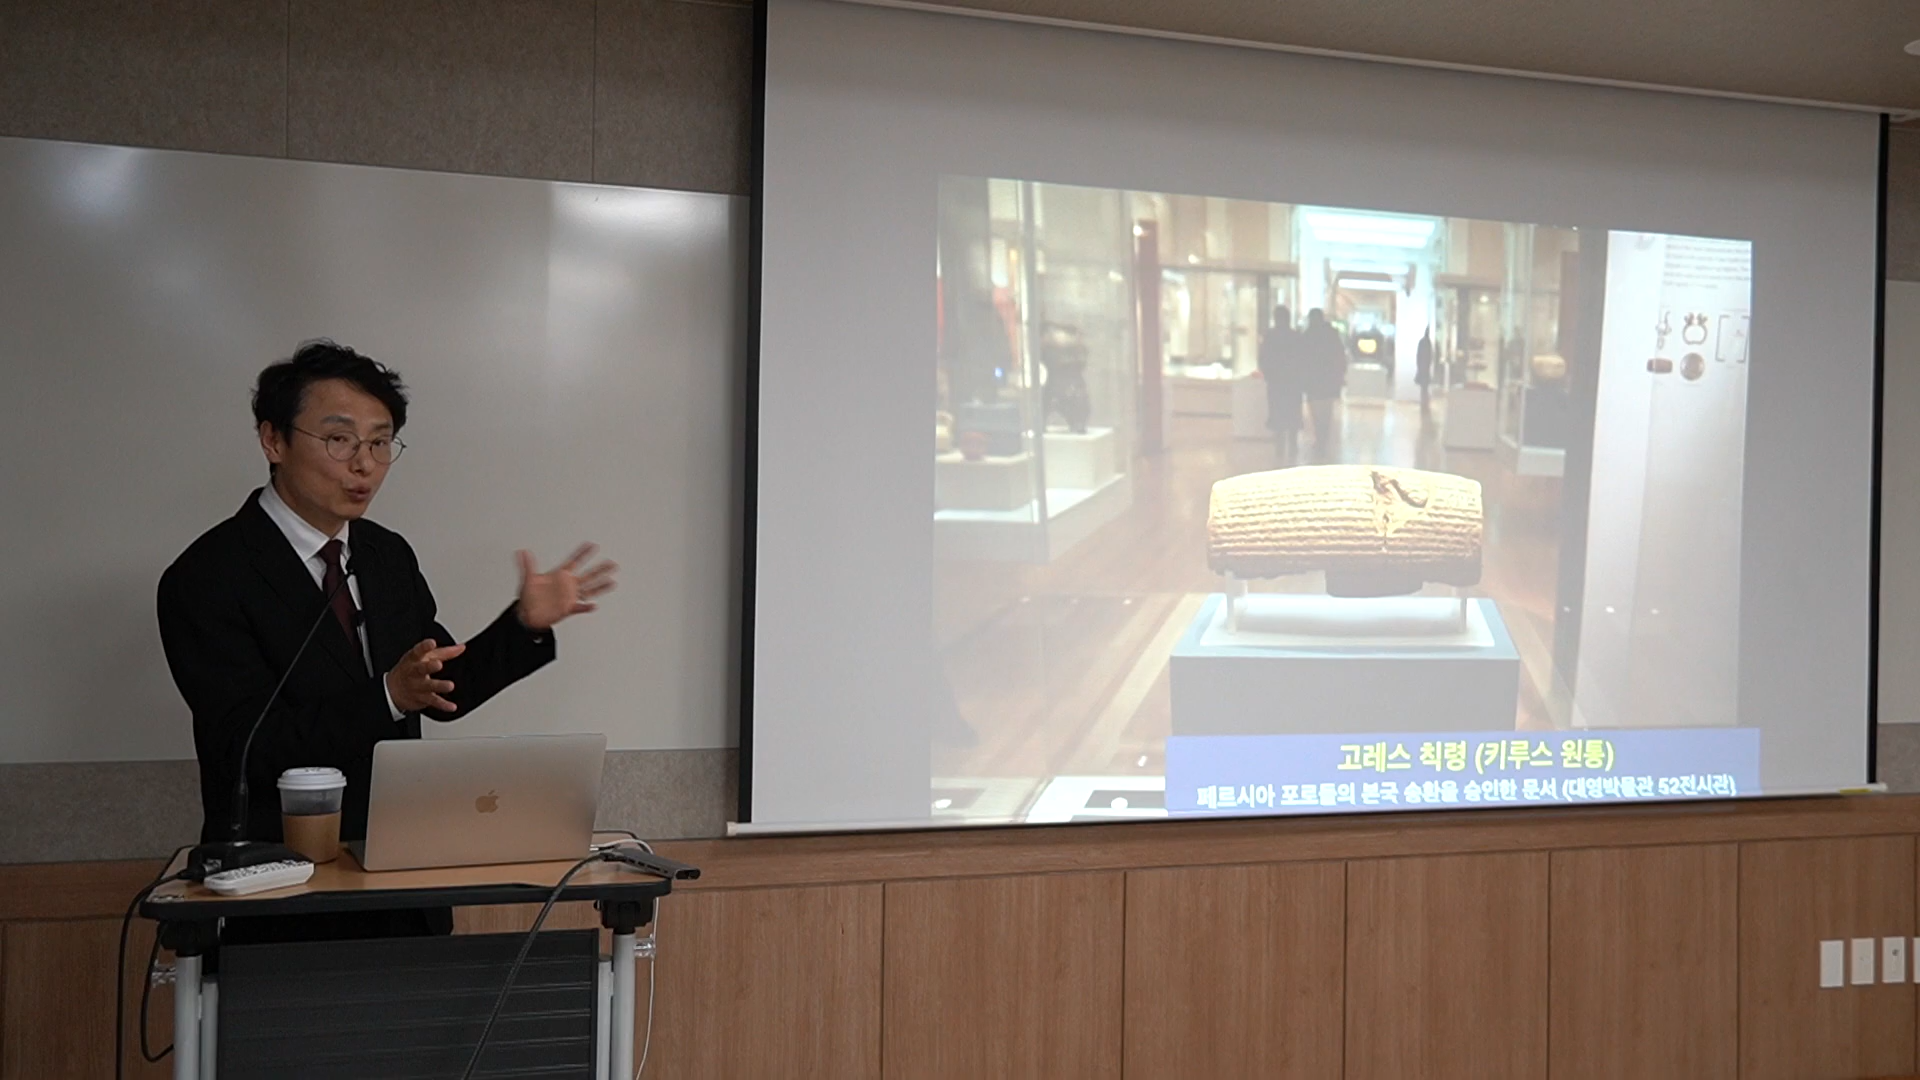 고레스 칙령 (키루스 원통)
페르시아 포로들의 본국 송환을 승인한 문서 (대영박물관 52전시관)